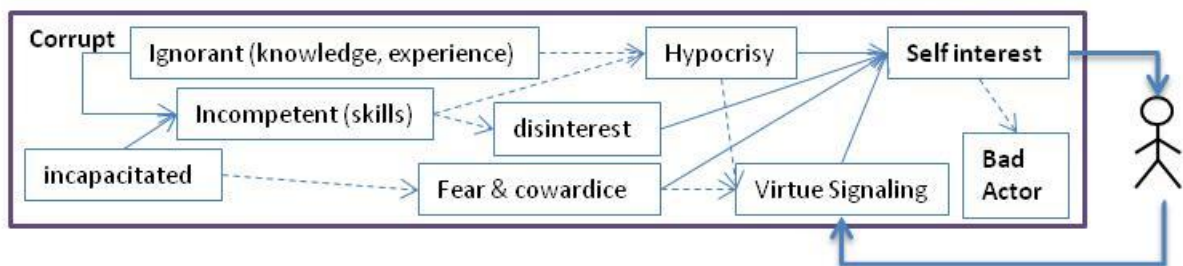 Corrupt
Ignorant (knowledge, experience)
Hypocrisy
Self interest
Incompetent (skills)
disinterest
incapacitated
Fear & cowardice
Virtue Signaling
Bad
Actor